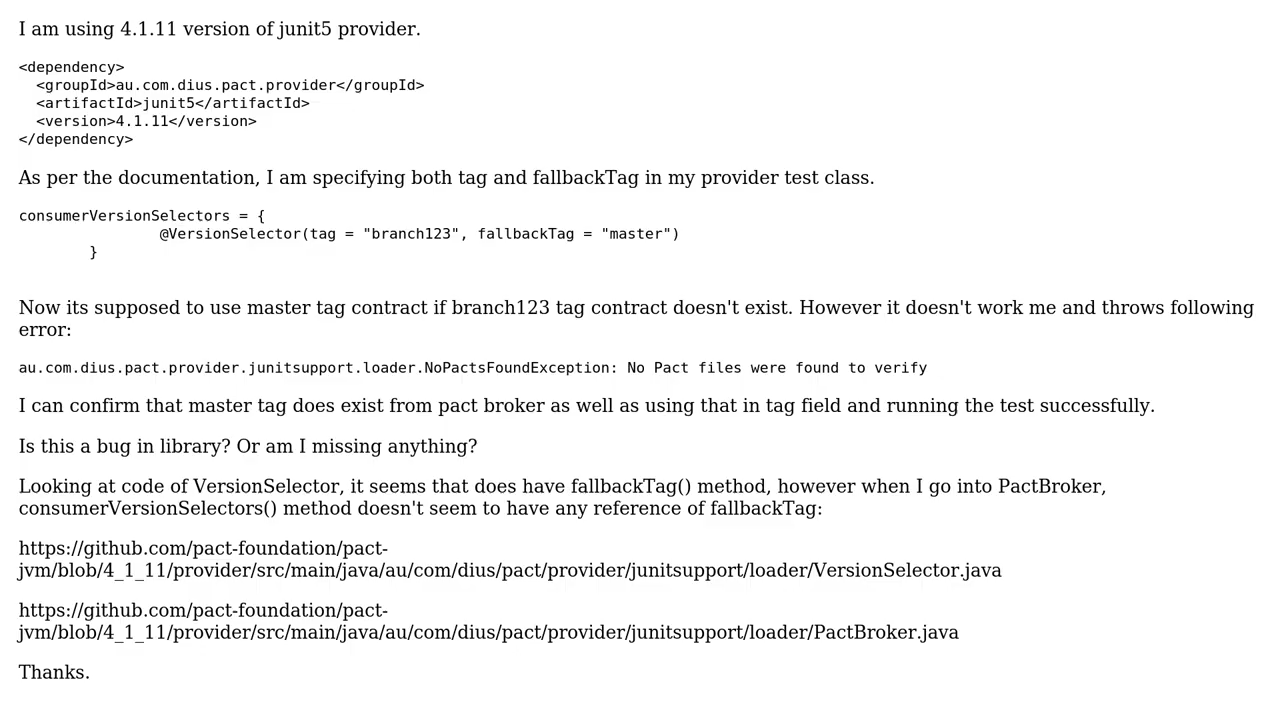 I am using 4.1.11 version of junit5 provider.
<dependency>
  <groupId>au.com.dius.pact.provider</groupId>
  <artifactId>junit5</artifactId>
  <version>4.1.11</version>
</dependency>
As per the documentation, I am specifying both tag and fallbackTag in my provider test class.
consumerVersionSelectors = {
                @VersionSelector(tag = "branch123", fallbackTag = "master")
        }
Now its supposed to use master tag contract if branch123 tag contract doesn't exist. However it doesn't work me and throws following
error:
au.com.dius.pact.provider.junitsupport.loader.NoPactsFoundException: No Pact files were found to verify
I can confirm that master tag does exist from pact broker as well as using that in tag field and running the test successfully.
Is this a bug in library? Or am I missing anything?
Looking at code of VersionSelector, it seems that does have fallbackTag() method, however when I go into PactBroker,
consumerVersionSelectors() method doesn't seem to have any reference of fallbackTag:
https://github.com/pact-foundation/pact-
jvm/blob/4_1_11/provider/src/main/java/au/com/dius/pact/provider/junitsupport/loader/VersionSelector.java
https://github.com/pact-foundation/pact-
jvm/blob/4_1_11/provider/src/main/java/au/com/dius/pact/provider/junitsupport/loader/PactBroker.java
Thanks.